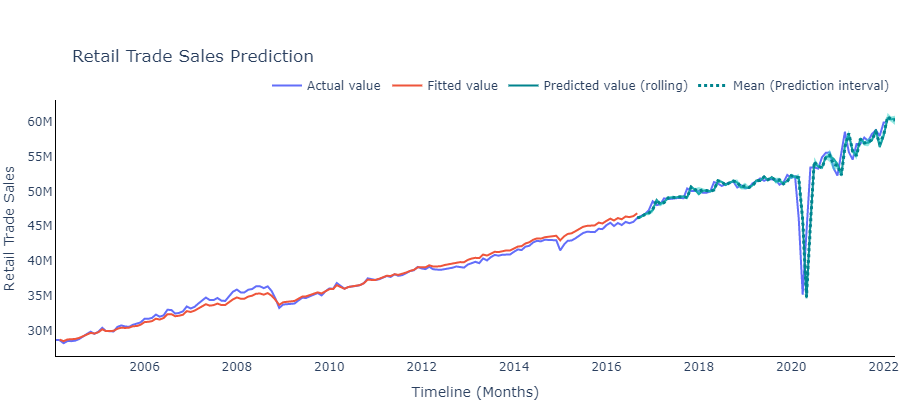 Retail Trade Sales Prediction
Actual value Fitted value Predicted value (rolling) Mean (Prediction interval)
60M
55M
50M
45M
40M
35M
30M
Retail Trade Sales
2006 2008 2010 2012 2014 2016 2018 2020 2022
Timeline (Months)